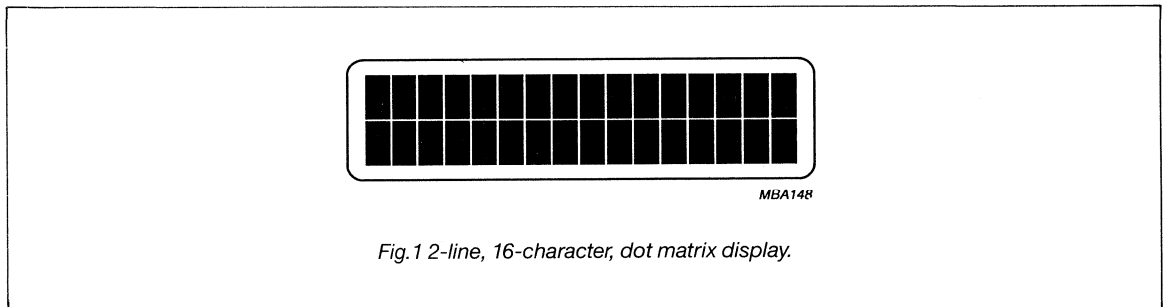 MBA148
Fig.1 2-line, 16-character, dot matrix display.